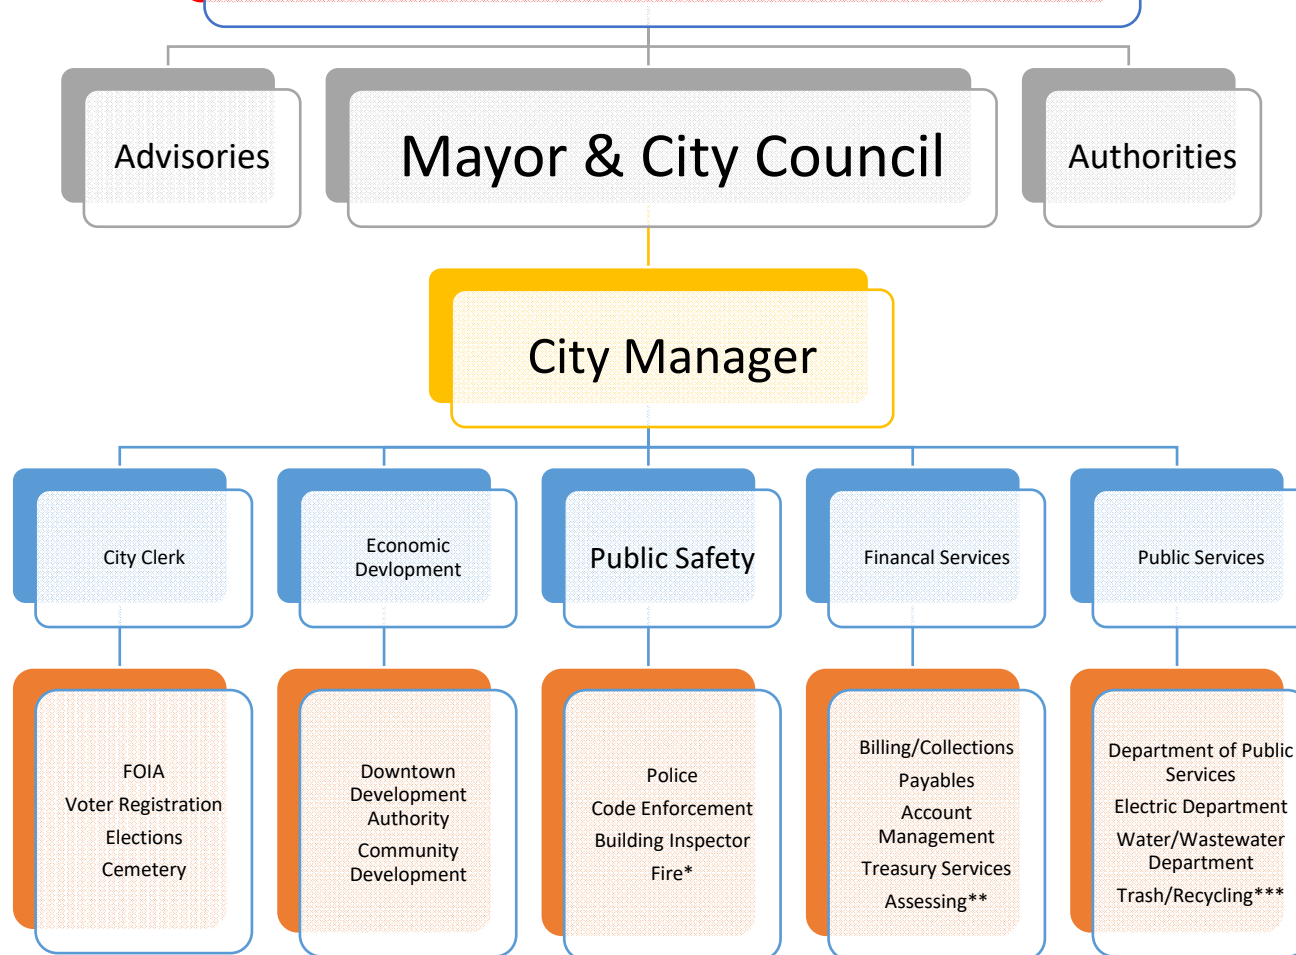 Advisories
Mayor & City Council
Authorities
City Manager
City Clerk
Economic
Devlopment
Public Safety
Financal Services
Public Services
FOIA
Voter Registration
Elections
Cemetery
Downtown
Development
Authority
Community
Development
Police
Code Enforcement
Building Inspector
Fire*
Billing/Collections
Payables
Account
Management
Treasury Services
Assessing**
Department of Public
Services
Electric Department
Water/Wastewater
Department
Trash/Recycling***